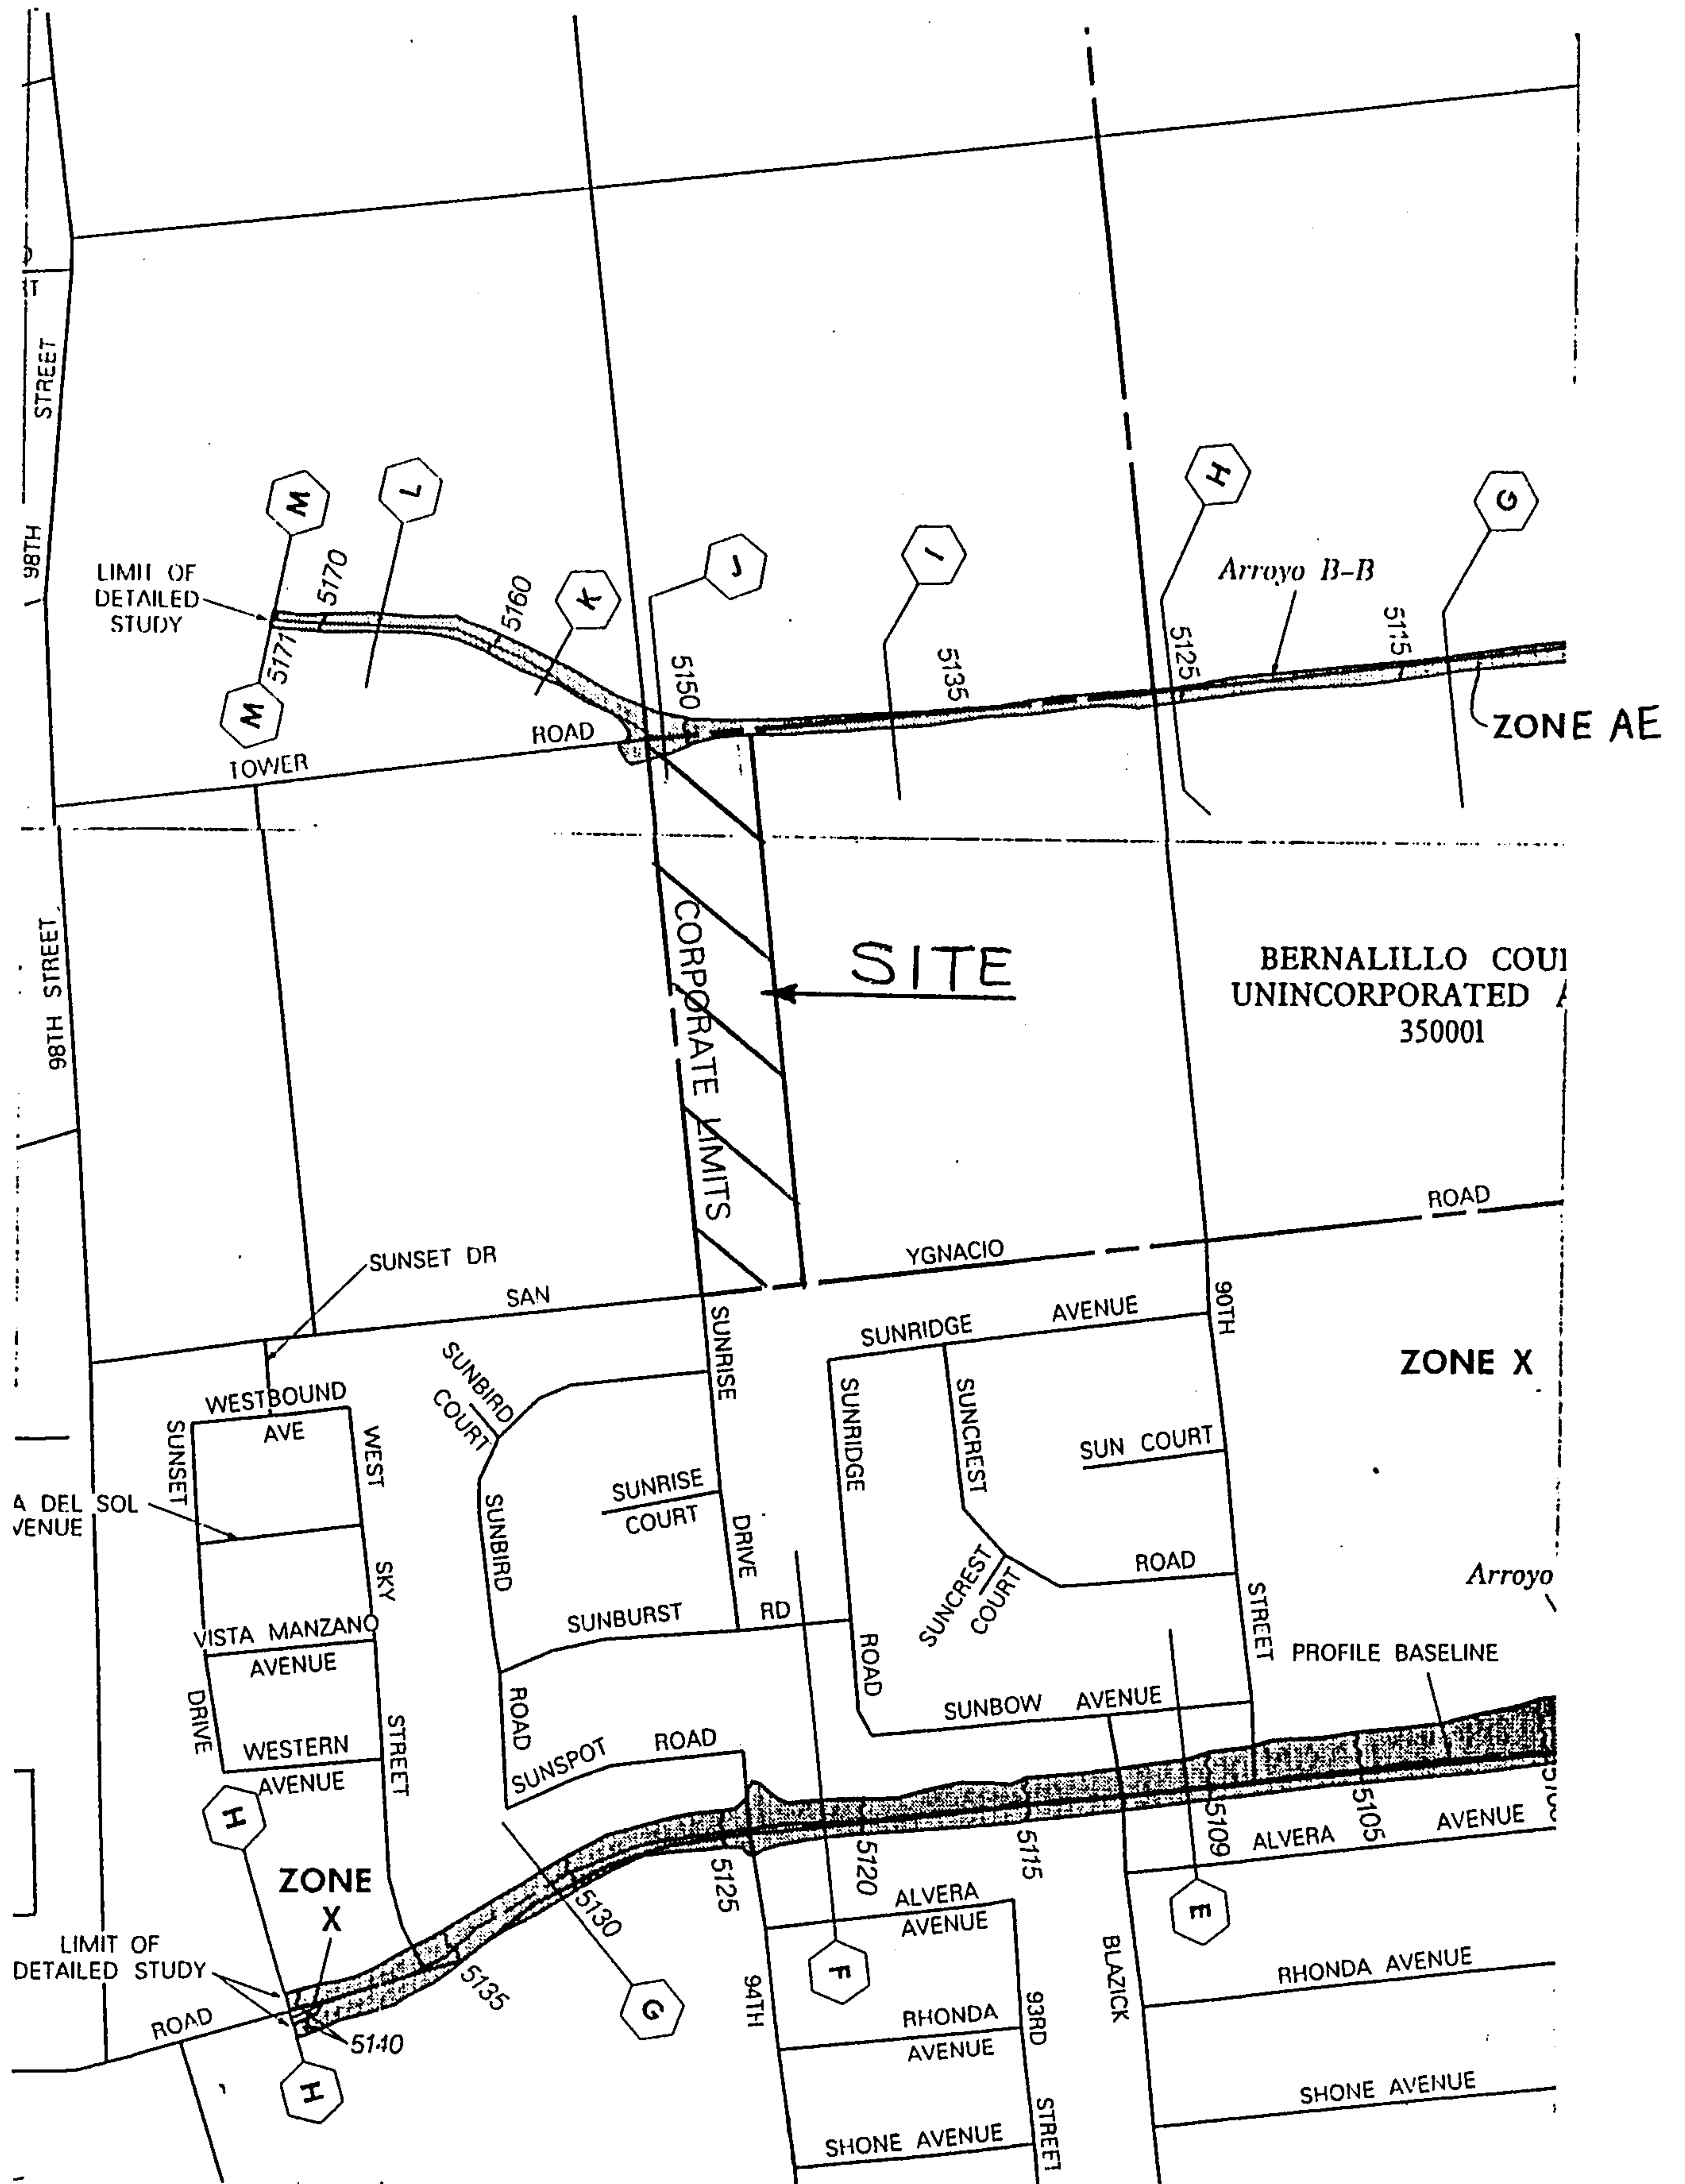 STREET
98TH
M
L
LIMIT OF
DETAILED
STUDY
5170
5160
K
J
I
H
G
Arroyo B-B
M
5171
5150
5135
5125
5115
ROAD
TOWER
ZONE AE
98TH STREET
CORPORATE LIMITS
SITE
BERNALILLO COU
UNINCORPORATED
350001
ROAD
YGNACIO
SAN
SUNSET DR
SUNRISE
90TH
SUNRIDGE AVENUE
SUNBIRD
COURT
ZONE X
WESTBOUND
AVE
SUNSET
WEST
SUNRIDGE
SUNCREST
SUN COURT
A DEL SOL
VENUE
SUNBIRD
SUNRISE
COURT
DRIVE
SKY
SUNCREST
COURT
ROAD
STREET
Arroyo
VISTA MANZANO
AVENUE
SUNBURST RD
ROAD
PROFILE BASELINE
DRIVE
STREET
ROAD
SUNBOW AVENUE
WESTERN
AVENUE
SUNSPOT ROAD
H
ZONE
X
5125
5120
5115
5109
5105
ALVERA AVENUE
5130
ALVERA
AVENUE
E
LIMIT OF
DETAILED STUDY
5135
G
F
94TH
BLAZICK
RHONDA AVENUE
ROAD
5140
RHONDA
AVENUE
93RD
STREET
H
SHONE AVENUE
SHONE AVENUE